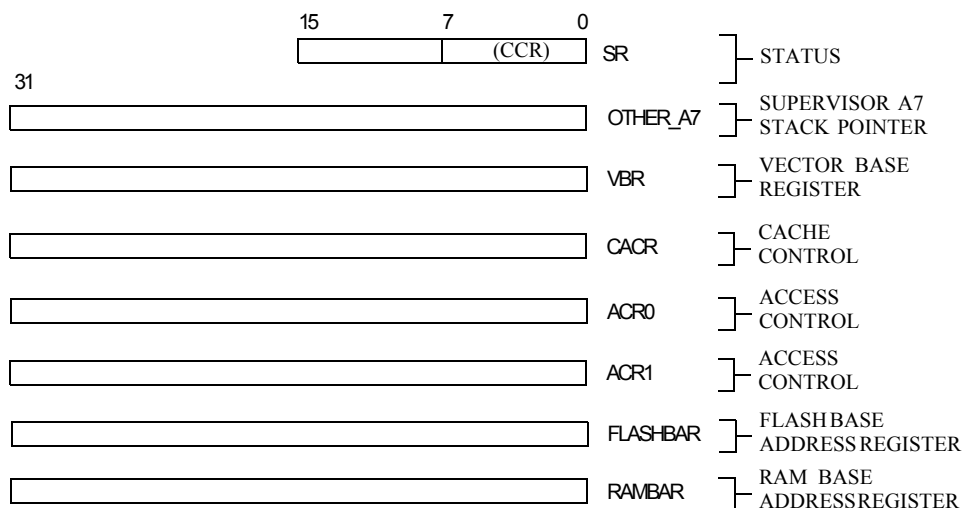 15 7 0
(CCR) SR STATUS
31
OTHER_A7 SUPERVISOR A7
STACK POINTER
VBR VECTOR BASE
REGISTER
CACR CACHE
CONTROL
ACR0 ACCESS
CONTROL
ACR1 ACCESS
CONTROL
FLASHBAR FLASH BASE
ADDRESS REGISTER
RAMBAR RAM BASE
ADDRESS REGISTER